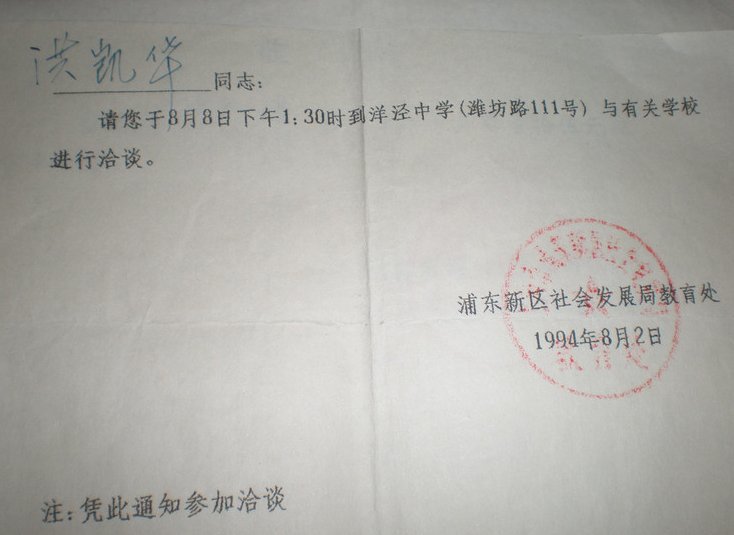 洪凯华 同志:
请您于8月8日下午1:30时到洋泾中学(潍坊路111号)与有关学校
进行洽谈。
浦东新区社会发展局教育处
1994年8月2日
注:凭此通知参加洽谈